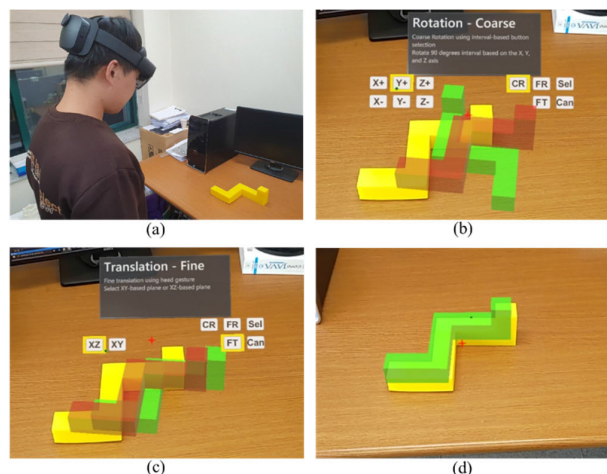 Rotation - Coarse
Coarse Rotation using interval-based button
selection
Rotate 90 degrees interval based on the X, Y,
and Z axis
X+ Y+ Z+ CR FR Sel
X- Y- Z- FT Can
(a)
(b)
Translation - Fine
Fine translation using head gesture
Select XY-based plane or XZ-based plane
CR FR Sel
XZ XY FT Can
(c)
(d)